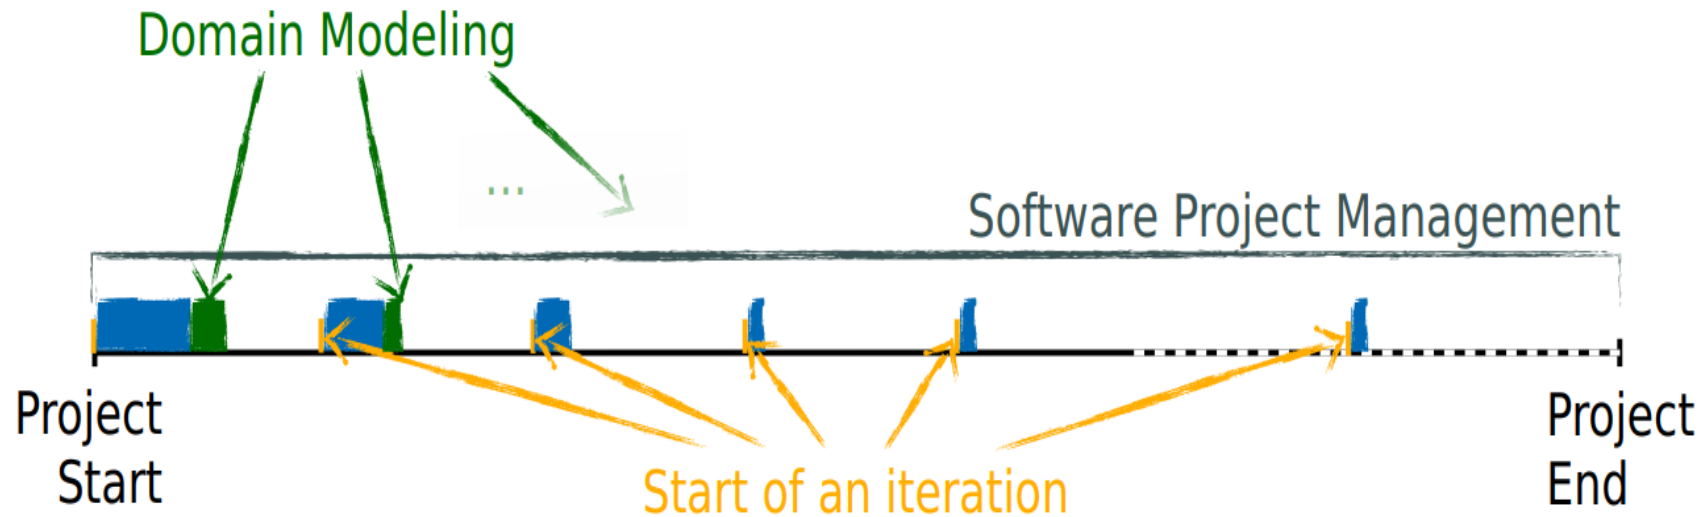 Domain Modeling
...
Software Project Management
Project
Start
Start of an iteration
Project
End